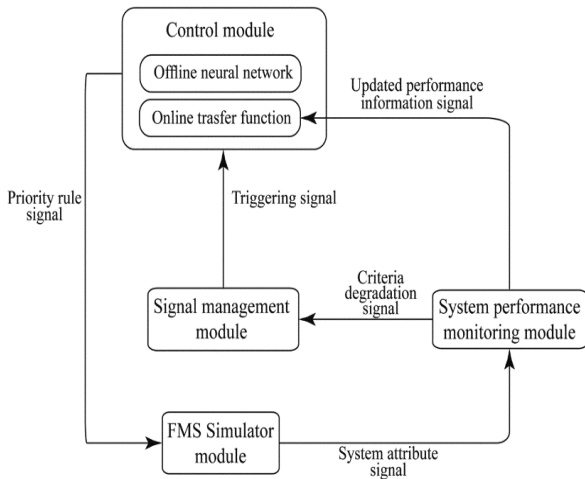 Control module
Offline neural network
Online trasfer function
Updated performance
information signal
Priority rule
signal
Triggering signal
Criteria
degradation
signal
Signal management
module
System performance
monitoring module
FMS Simulator
module
System attribute
signal